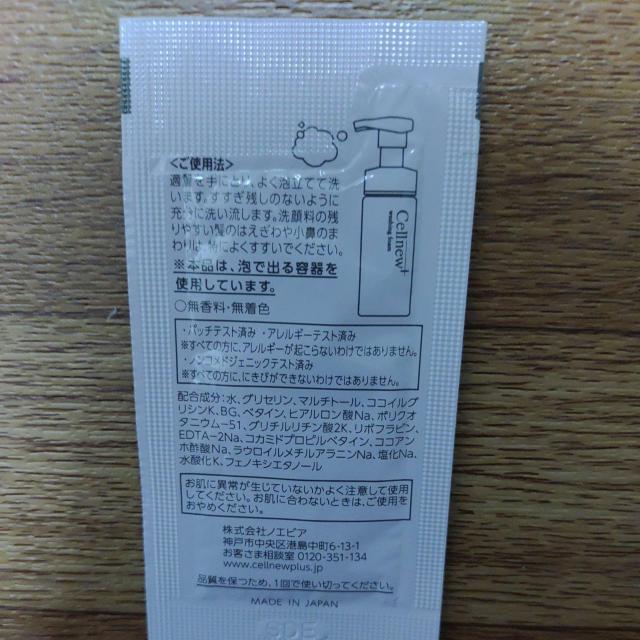 <ご使用法>
適量を手に出し、よく泡立てて洗
います。すすぎ残しのないように
充分に洗い流します。洗顔料の残
りやすい髪のはえぎわや小鼻のま
わりは特によくすすいでください。
※本品は、泡で出る容器を
使用しています。
○無香料・無着色
Cellnew+
washing foam
・パッチテスト済み・アレルギーテスト済み
※すべての方に、アレルギーが起こらないわけではありません。
・ノンコメドジェニックテスト済み
※すべての方に、にきびができないわけではありません。
配合成分：水、グリセリン、マルチトール、ココイルグ
リシンK、BG、ベタイン、ヒアルロン酸Na、ポリクオ
タニウム-51、グリチルリチン酸2K、リボフラビン、
EDTA-2Na、コカミドプロピルベタイン、ココアン
ホ酢酸Na、ラウロイルメチルアラニンNa、塩化Na、
水酸化K、フェノキシエタノール
お肌に異常が生じていないかよく注意して使用
してください。お肌に合わないときは、ご使用を
おやめください。
株式会社ノエビア
神戸市中央区港島中町6-13-1
お客さま相談室 0120-351-134
www.cellnewplus.jp
品質を保つため、1回で使い切ってください。
MADE IN JAPAN